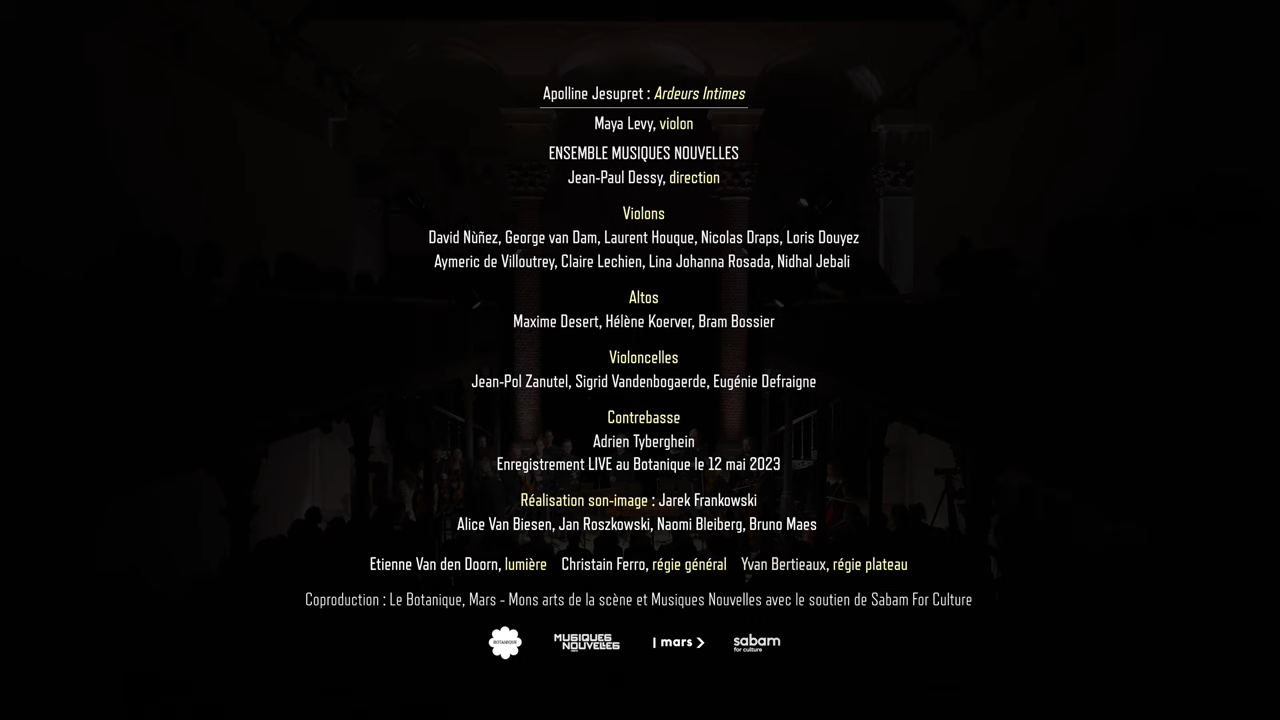 Apolline Jesupret : Ardeurs Intimes
Maya Levy, violon
ENSEMBLE MUSIQUES NOUVELLES
Jean-Paul Dessy, direction
Violons
David Nùñez, George van Dam, Laurent Houque, Nicolas Draps, Loris Douyez
Aymeric de Villoutrey, Claire Lechien, Lina Johanna Rosada, Nidhal Jebali
Altos
Maxime Desert, Hélène Koerver, Bram Bossier
Violoncelles
Jean-Pol Zanutel, Sigrid Vandenbogaerde, Eugénie Defraigne
Contrebasse
Adrien Tyberghein
Enregistrement LIVE au Botanique le 12 mai 2023
Réalisation son-image : Jarek Frankowski
Alice Van Biesen, Jan Roszkowski, Naomi Bleiberg, Bruno Maes
Etienne Van den Doorn, lumière Christain Ferro, régie général Yvan Bertieaux, régie plateau
Coproduction : Le Botanique, Mars - Mons arts de la scène et Musiques Nouvelles avec le soutien de Sabam For Culture
BOTANIQUE
MUSIQUES
NOUVELLES
mars
sabam
for culture